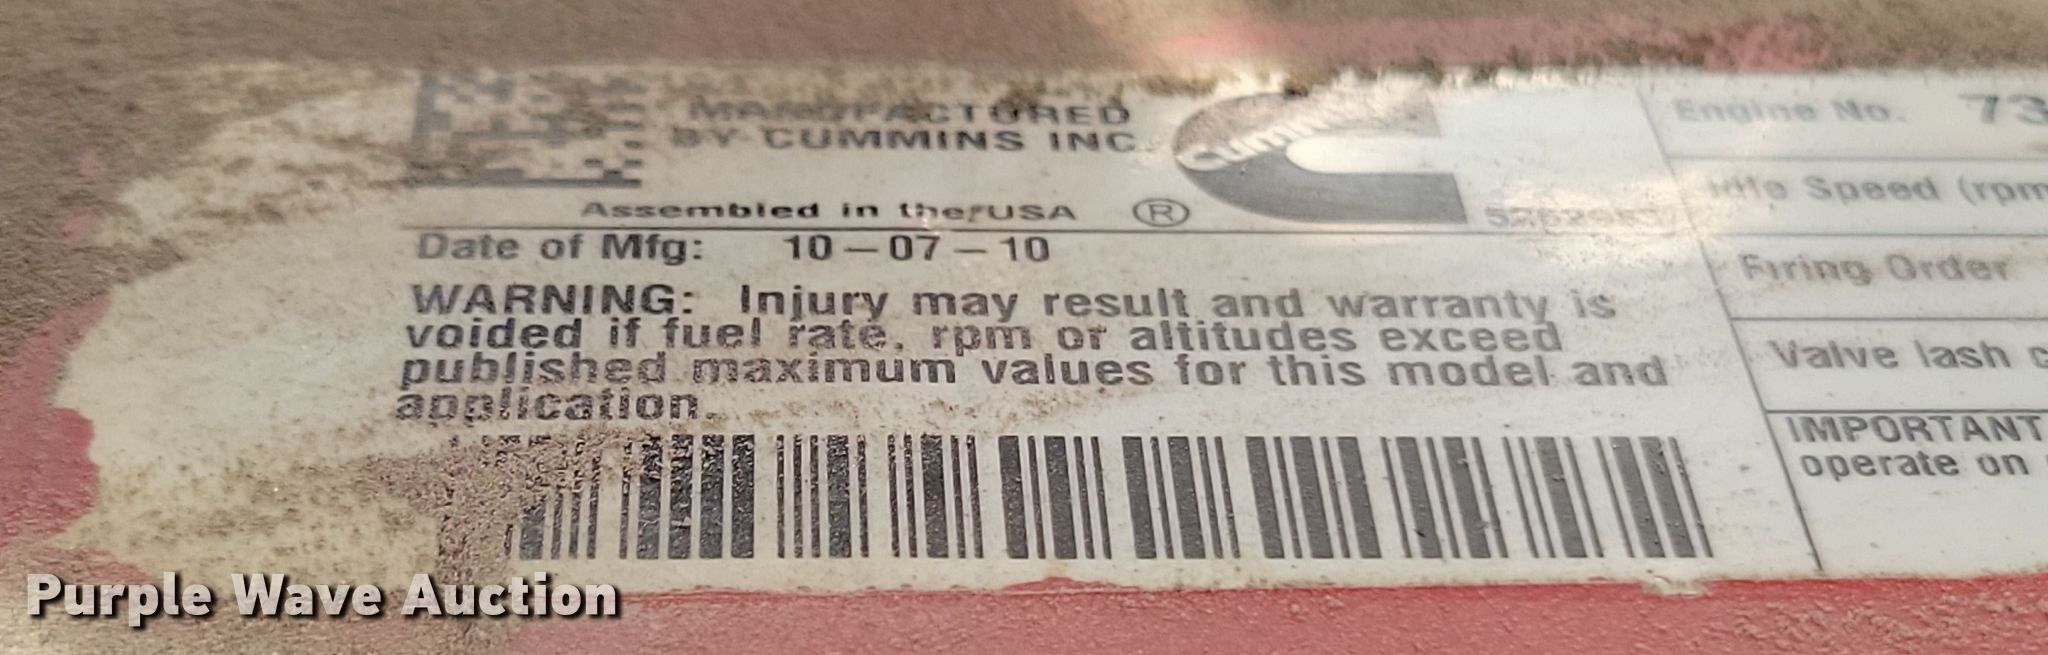 MANUFACTURED
BY CUMMINS INC.
Cummins
Assembled in the USA ®
Date of Mfg: 10-07-10
WARNING: Injury may result and warranty is
voided if fuel rate, rpm or altitudes exceed
published maximum values for this model and
application.
Engine No. 73
Idle Speed (rpm
Firing Order
Valve lash c
IMPORTANT
operate on
Purple Wave Auction